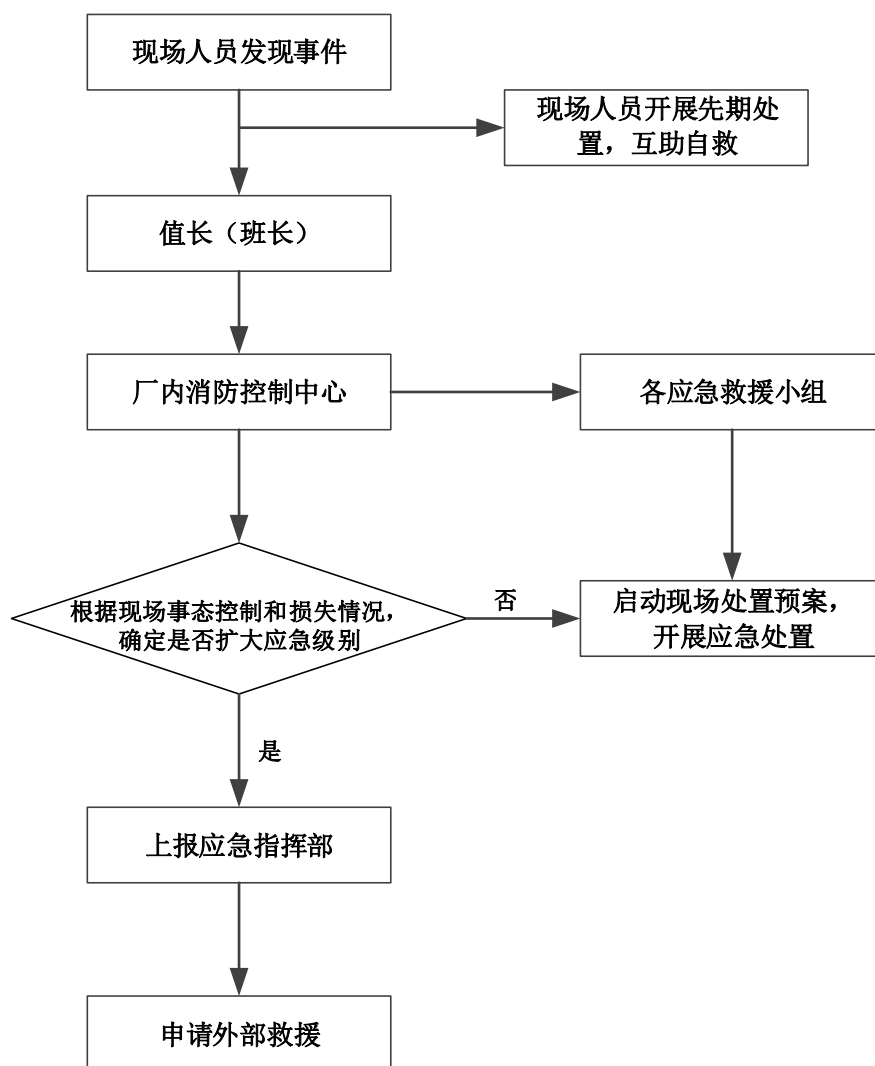 现场人员发现事件
现场人员开展先期处
置，互助自救
值长（班长）
厂内消防控制中心
各应急救援小组
根据现场事态控制和损失情况，
确定是否扩大应急级别
否
启动现场处置预案，
开展应急处置
是
上报应急指挥部
申请外部救援